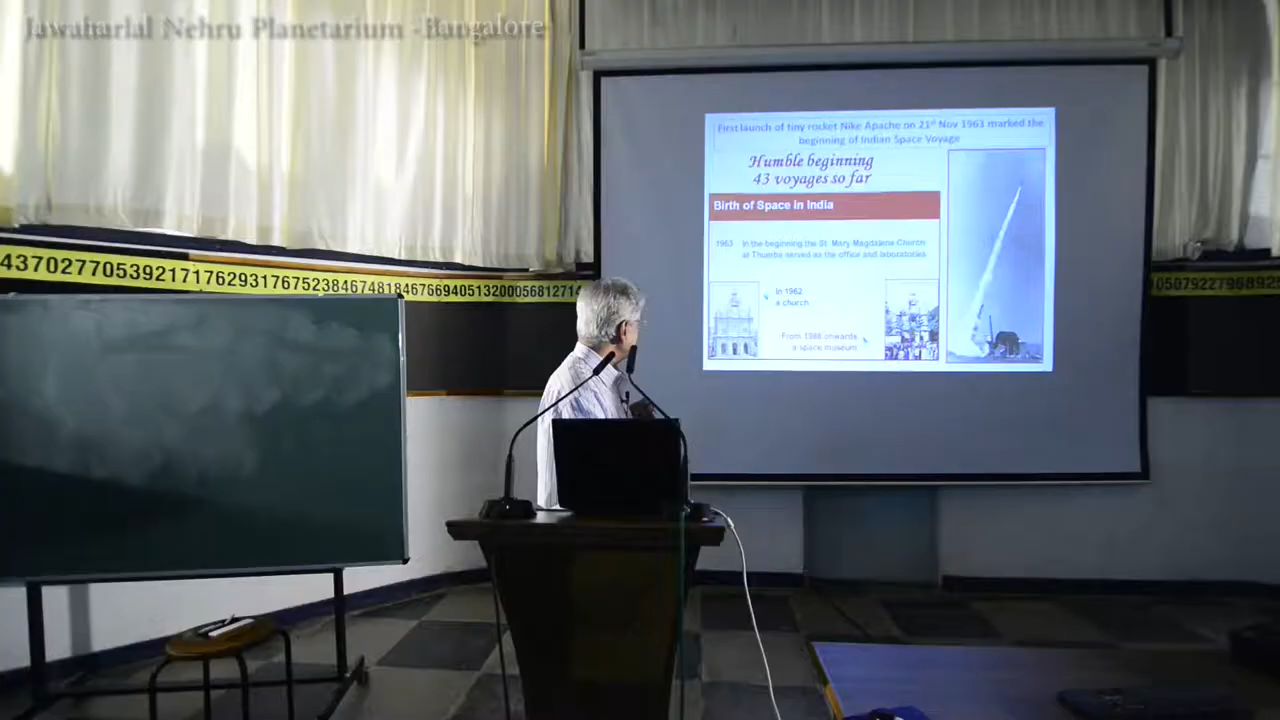 Jawaharlal Nehru Planetarium -Bangalore
First launch of tiny rocket Nike Apache on 21st Nov 1963 marked the
beginning of Indian Space Voyage
Humble beginning
43 voyages so far
Birth of Space in India
1963 In the beginning the St. Mary Magdalene Church
at Thumba served as the office and laboratories
In 1962
a church
From 1986 onwards
a space museum
43702770539217176293176752384674818467669405132000568127145